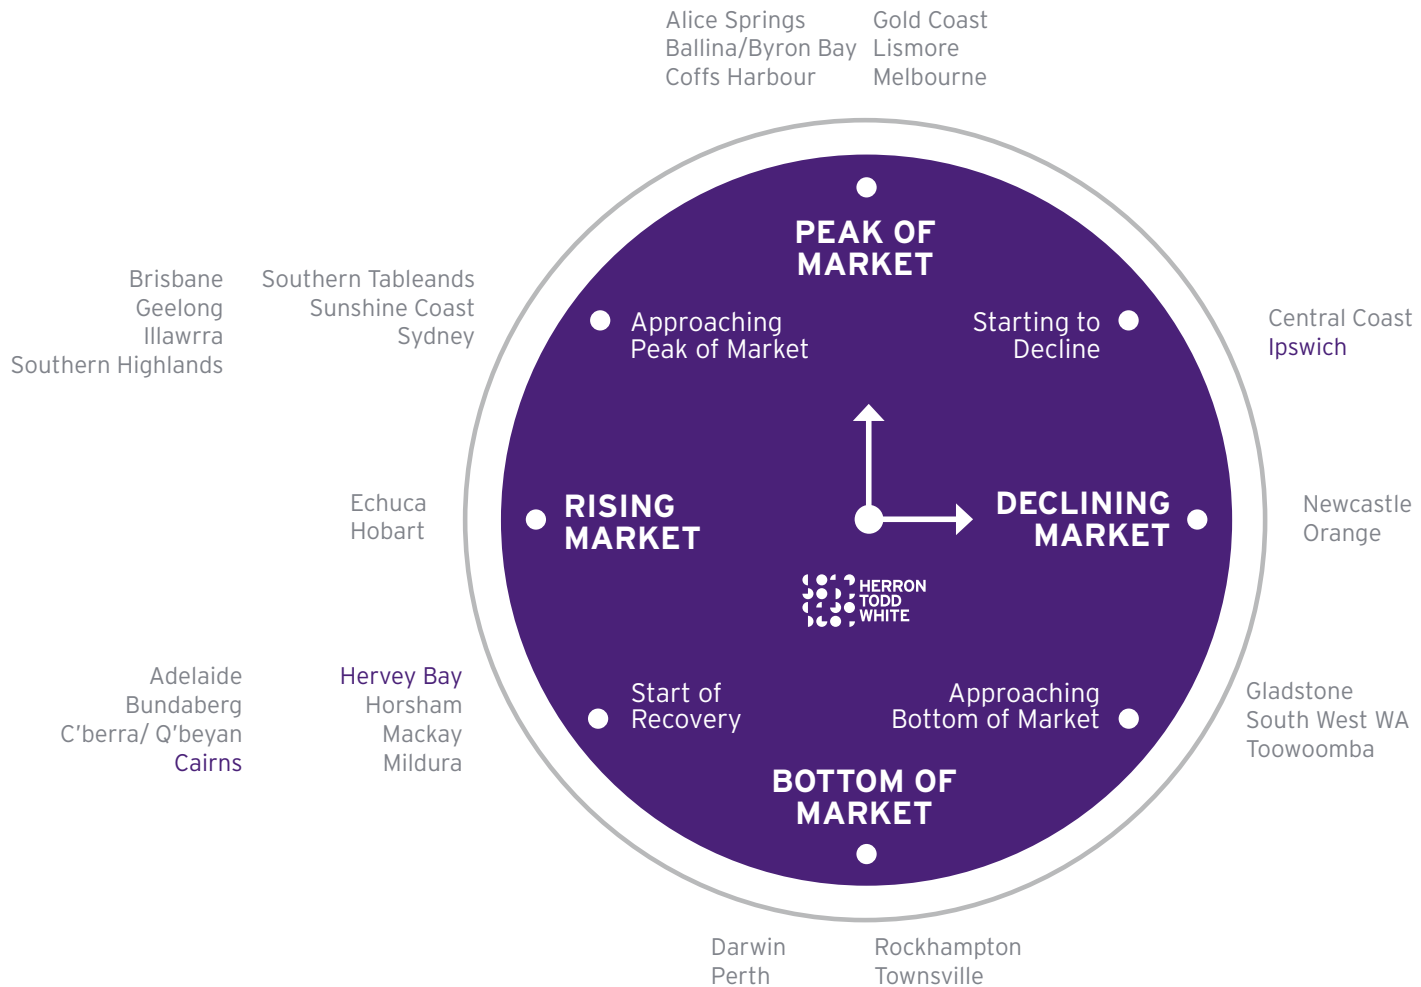 Alice Springs
Ballina/Byron Bay
Coffs Harbour
Gold Coast
Lismore
Melbourne
PEAK OF
MARKET
Brisbane
Geelong
Illawrra
Southern Highlands
Southern Tableands
Sunshine Coast
Sydney
Approaching
Peak of Market
Starting to
Decline
Central Coast
Ipswich
Echuca
Hobart
RISING
MARKET
DECLINING
MARKET
Newcastle
Orange
HERRON
TODD
WHITE
Adelaide
Bundaberg
C'berra/ Q'beyan
Cairns
Hervey Bay
Horsham
Mackay
Mildura
Start of
Recovery
Approaching
Bottom of Market
Gladstone
South West WA
Toowoomba
BOTTOM OF
MARKET
Darwin
Perth
Rockhampton
Townsville